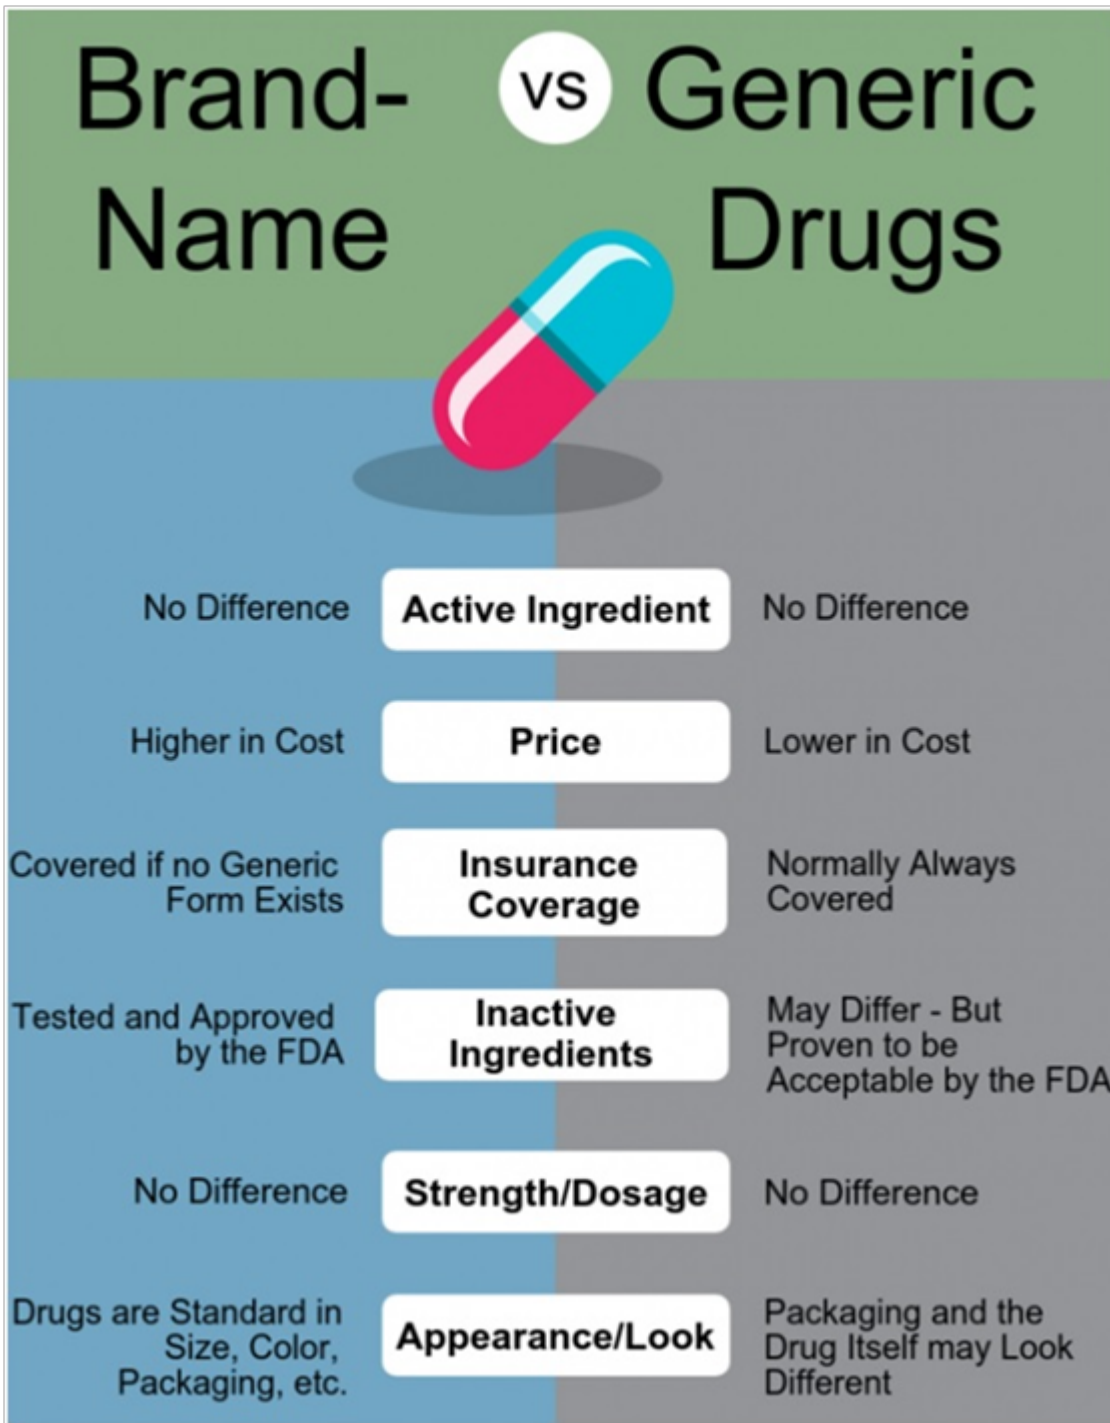 Brand-
Name
VS
Generic
Drugs
No Difference
Active Ingredient
No Difference
Higher in Cost
Price
Lower in Cost
Covered if no Generic
Form Exists
Insurance
Coverage
Normally Always
Covered
Tested and Approved
by the FDA
Inactive
Ingredients
May Differ - But
Proven to be
Acceptable by the FDA
No Difference
Strength/Dosage
No Difference
Drugs are Standard in
Size, Color,
Packaging, etc.
Appearance/Look
Packaging and the
Drug Itself may Look
Different